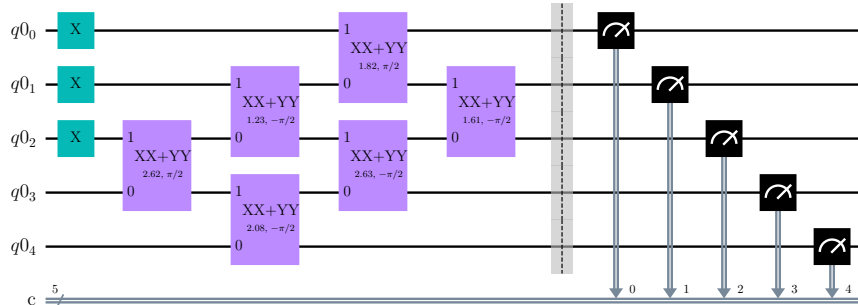 q0₀ X 1 XX+YY 1.82, π/2 0
q0₁ X 1 XX+YY 1.23, −π/2 0 1 XX+YY 1.61, −π/2 0
q0₂ X 1 XX+YY 2.62, π/2 0 1 XX+YY 2.63, −π/2 0
q0₃ 1 XX+YY 2.08, −π/2 0
q0₄
c 5 0 1 2 3 4